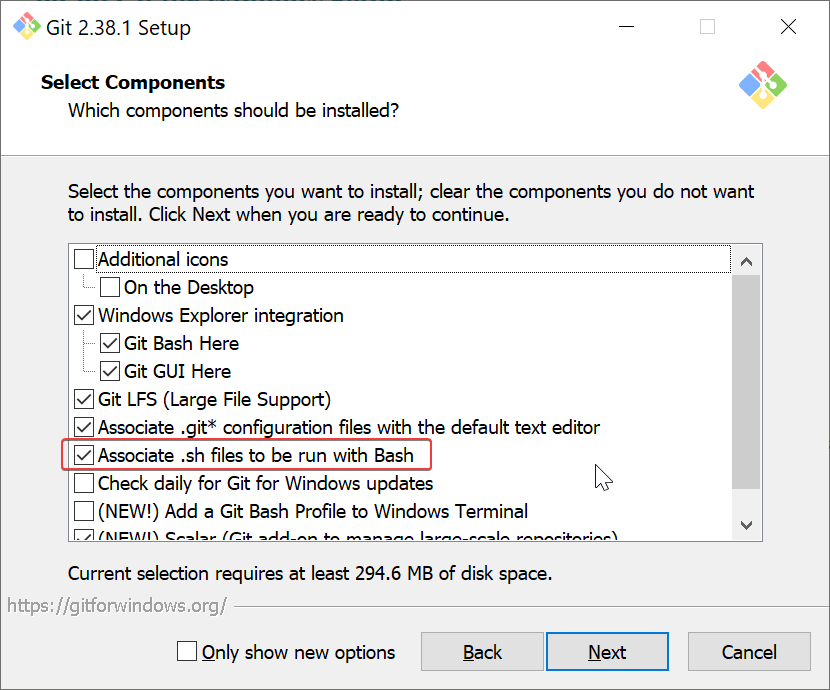 Git 2.38.1 Setup
Select Components
Which components should be installed?
Select the components you want to install; clear the components you do not want
to install. Click Next when you are ready to continue.
Additional icons
On the Desktop
Windows Explorer integration
Git Bash Here
Git GUI Here
Git LFS (Large File Support)
Associate .git* configuration files with the default text editor
Associate .sh files to be run with Bash
Check daily for Git for Windows updates
(NEW!) Add a Git Bash Profile to Windows Terminal
(NEW!) Scalar (Git add-on to manage large-scale repositories)
Current selection requires at least 294.6 MB of disk space.
https://gitforwindows.org/
Only show new options
Back
Next
Cancel